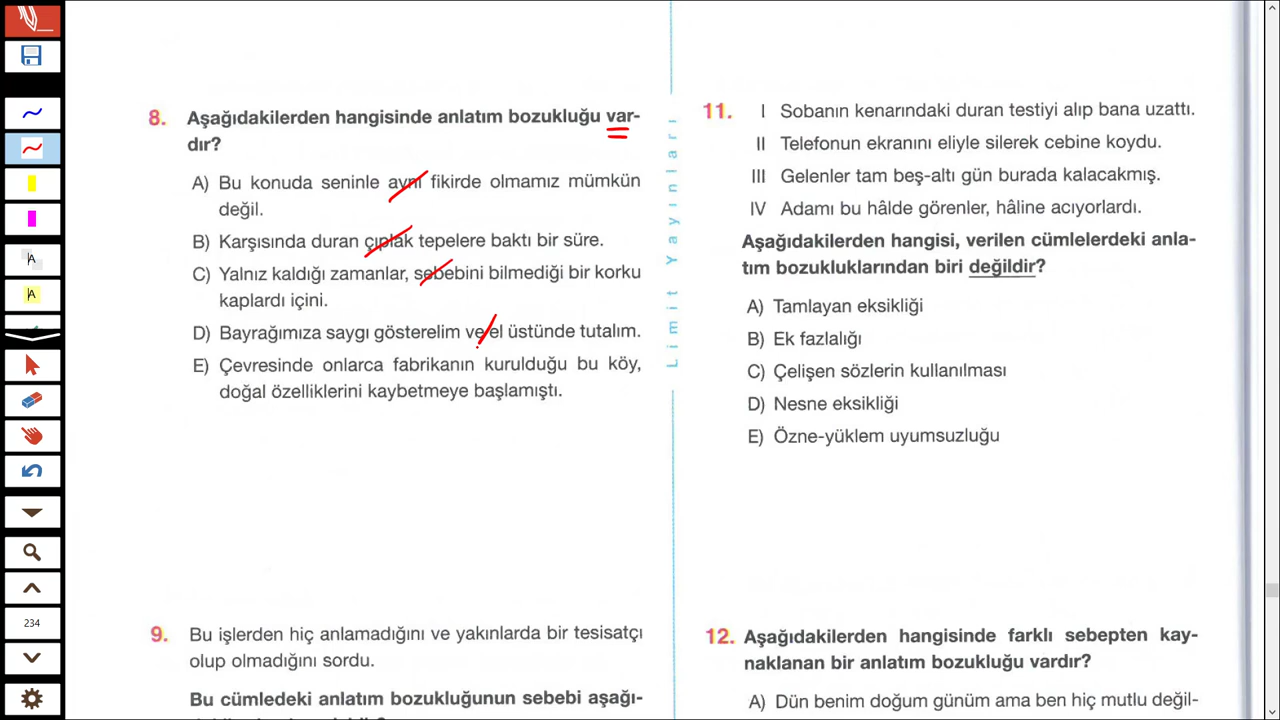 8. Aşağıdakilerden hangisinde anlatım bozukluğu var-
dır?
A) Bu konuda seninle aynı fikirde olmamız mümkün
değil.
B) Karşısında duran çıplak tepelere baktı bir süre.
C) Yalnız kaldığı zamanlar, sebebini bilmediği bir korku
kaplardı içini.
D) Bayrağımıza saygı gösterelim ve el üstünde tutalım.
E) Çevresinde onlarca fabrikanın kurulduğu bu köy,
doğal özelliklerini kaybetmeye başlamıştı.
9. Bu işlerden hiç anlamadığını ve yakınlarda bir tesisatçı
olup olmadığını sordu.
Bu cümledeki anlatım bozukluğunun sebebi aşağı-
Limit Yayınları
11. I Sobanın kenarındaki duran testiyi alıp bana uzattı.
II Telefonun ekranını eliyle silerek cebine koydu.
III Gelenler tam beş-altı gün burada kalacakmış.
IV Adamı bu hâlde görenler, hâline acıyorlardı.
Aşağıdakilerden hangisi, verilen cümlelerdeki anla-
tım bozukluklarından biri değildir?
A) Tamlayan eksikliği
B) Ek fazlalığı
C) Çelişen sözlerin kullanılması
D) Nesne eksikliği
E) Özne-yüklem uyumsuzluğu
12. Aşağıdakilerden hangisinde farklı sebepten kay-
naklanan bir anlatım bozukluğu vardır?
A) Dün benim doğum günüm ama ben hiç mutlu değil-
A
A
234